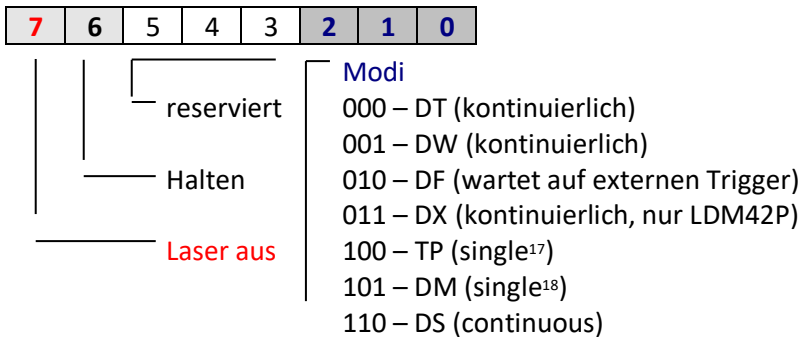 7 6 5 4 3 2 1 0
Modi
reserviert 000 – DT (kontinuierlich)
001 – DW (kontinuierlich)
Halten 010 – DF (wartet auf externen Trigger)
011 – DX (kontinuierlich, nur LDM42P)
Laser aus 100 – TP (single17)
101 – DM (single18)
110 – DS (continuous)